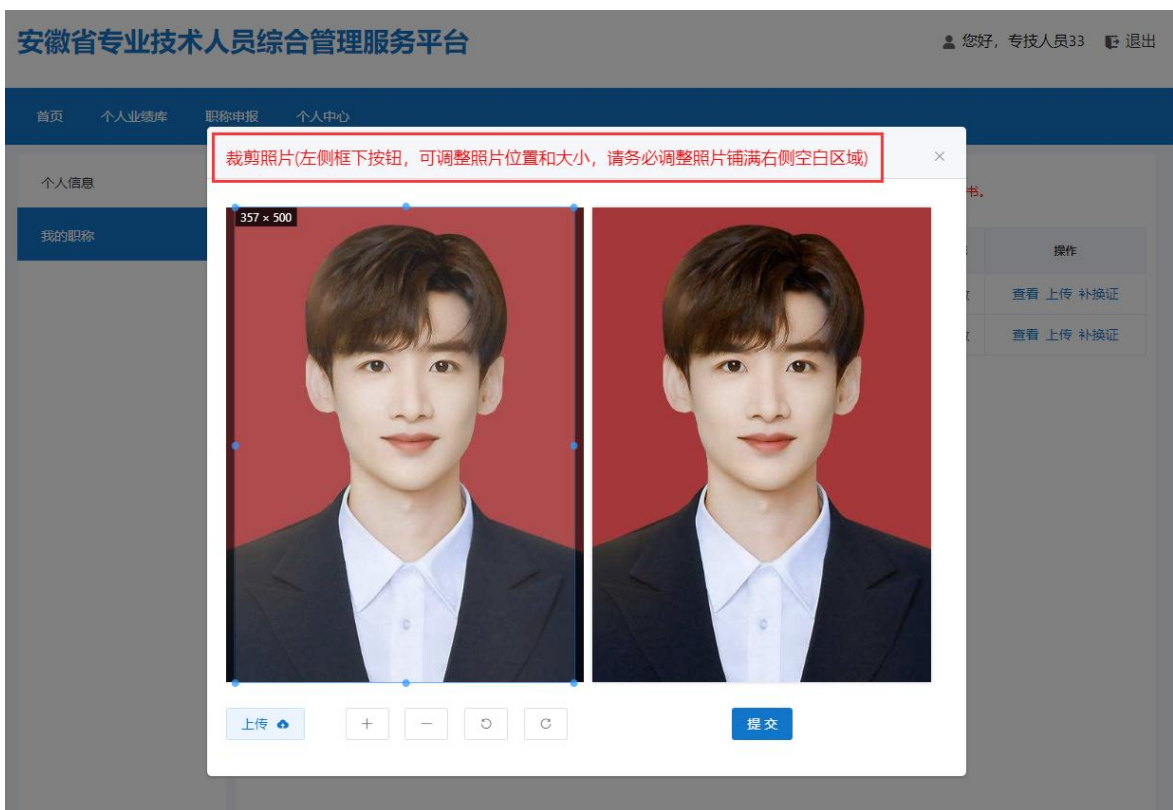 安徽省专业技术人员综合管理服务平台
您好，专技人员33 退出
首页 个人业绩库 职称申报 个人中心
裁剪照片(左侧框下按钮，可调整照片位置和大小，请务必调整照片铺满右侧空白区域)
个人信息
书。
357 × 500
我的职称
操作
查看 上传 补换证
查看 上传 补换证
上传
提交